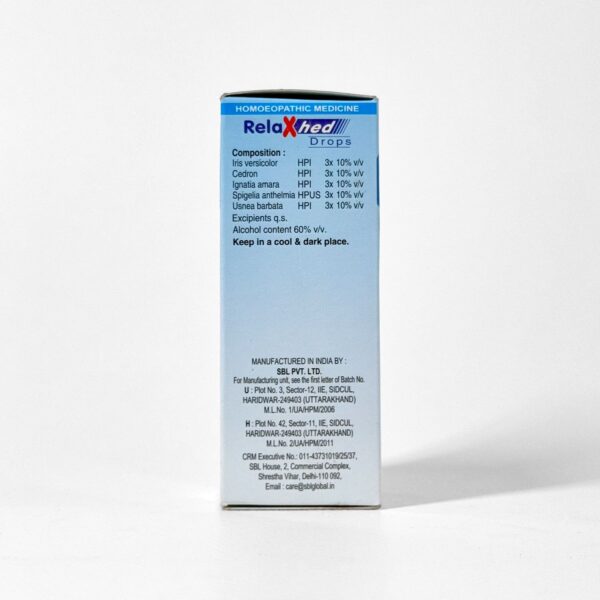 HOMOEOPATHIC MEDICINE
RelaXhed
Drops
Composition :
Iris versicolor HPI 3x 10% v/v
Cedron HPI 3x 10% v/v
Ignatia amara HPI 3x 10% v/v
Spigelia anthelmia HPUS 3x 10% v/v
Usnea barbata HPI 3x 10% v/v
Excipients q.s.
Alcohol content 60% v/v.
Keep in a cool & dark place.
MANUFACTURED IN INDIA BY :
SBL PVT. LTD.
For Manufacturing unit, see the first letter of Batch No.
U : Plot No. 3, Sector-12, IIE, SIDCUL,
HARIDWAR-249403 (UTTARAKHAND)
M.L.No. 1/UA/HPM/2006
H : Plot No. 42, Sector-11, IIE, SIDCUL,
HARIDWAR-249403 (UTTARAKHAND)
M.L.No. 2/UA/HPM/2011
CRM Executive No.: 011-43731019/25/37,
SBL House, 2, Commercial Complex,
Shrestha Vihar, Delhi-110 092,
Email : care@sblglobal.in